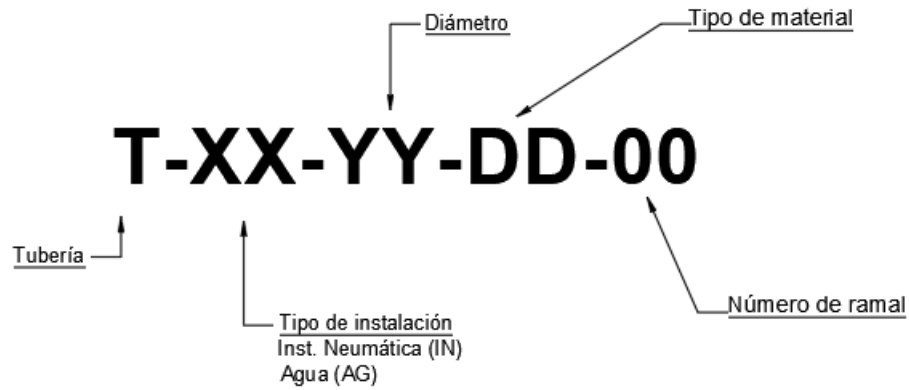 Diámetro
Tipo de material
T-XX-YY-DD-00
Tubería
Número de ramal
Tipo de instalación
Inst. Neumática (IN)
Agua (AG)